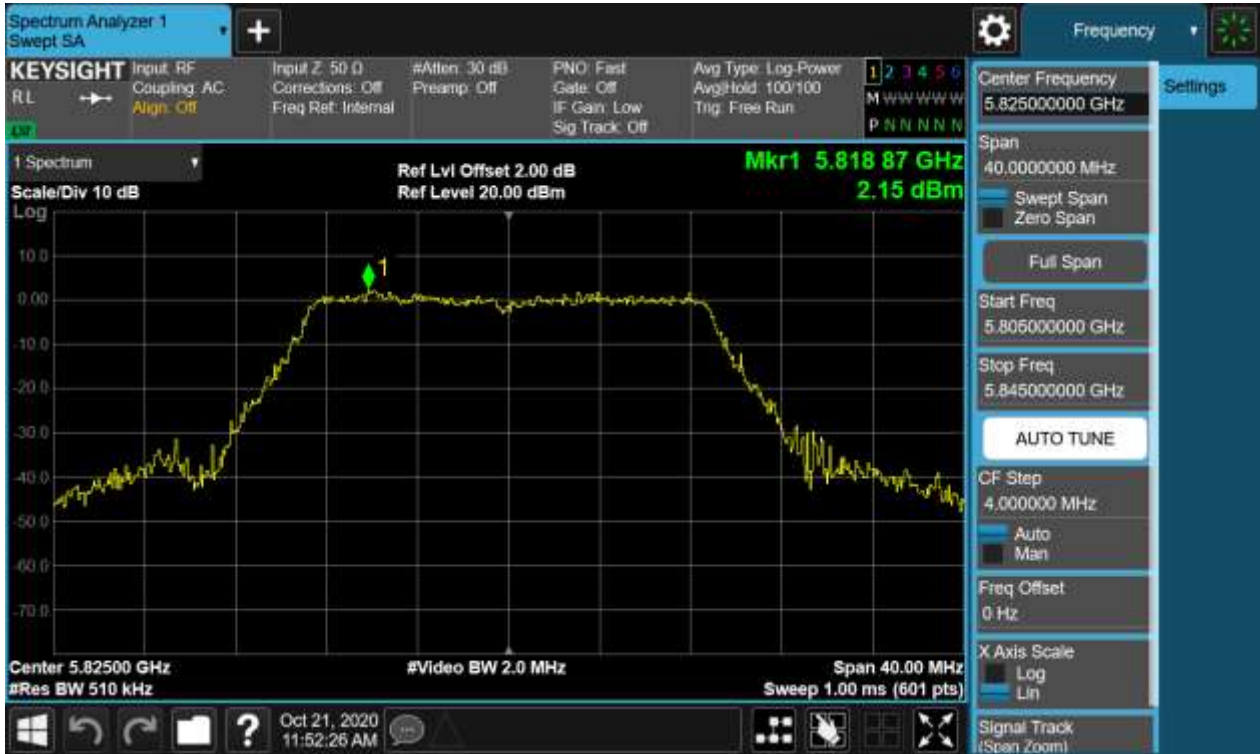 Spectrum Analyzer 1
Swept SA
+
Frequency
KEYSIGHT
RL
Input: RF
Coupling: AC
Align: Off
Input Z: 50 Ω
Corrections: Off
Freq Ref: Internal
#Atten: 30 dB
Preamp: Off
PNO: Fast
Gate: Off
IF Gain: Low
Sig Track: Off
Avg Type: Log-Power
Avg|Hold: 100/100
Trig: Free Run
1 2 3 4 5 6
M W W W W W
P N N N N N
1 Spectrum
Scale/Div 10 dB
Log
Ref Lvl Offset 2.00 dB
Ref Level 20.00 dBm
Mkr1 5.818 87 GHz
2.15 dBm
1
10.0
0.00
-10.0
-20.0
-30.0
-40.0
-50.0
-60.0
-70.0
Center 5.82500 GHz
#Res BW 510 kHz
#Video BW 2.0 MHz
Span 40.00 MHz
Sweep 1.00 ms (601 pts)
?
Oct 21, 2020
11:52:26 AM
Center Frequency
5.825000000 GHz
Span
40.0000000 MHz
Swept Span
Zero Span
Full Span
Start Freq
5.805000000 GHz
Stop Freq
5.845000000 GHz
AUTO TUNE
CF Step
4.000000 MHz
Auto
Man
Freq Offset
0 Hz
X Axis Scale
Log
Lin
Signal Track
(Span Zoom)
Settings